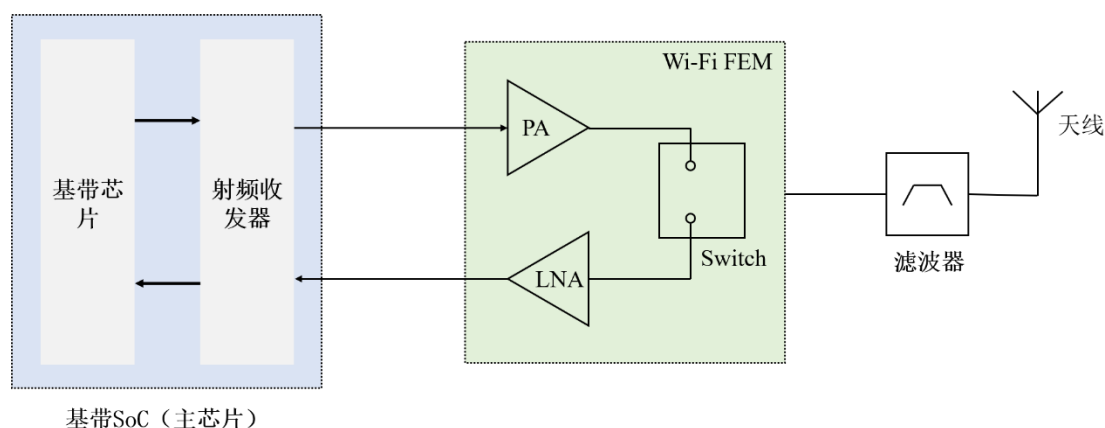 基带芯
片
射频收
发器
基带SoC（主芯片）
Wi-Fi FEM
PA
LNA
Switch
滤波器
天线